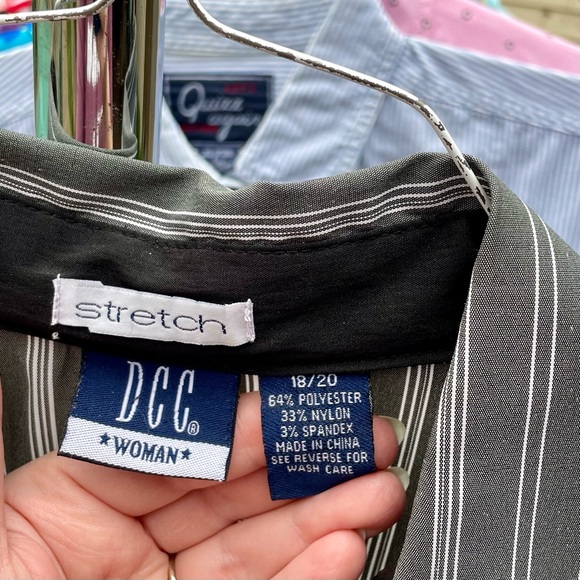 Quizz
stretch
DCC®
★WOMAN★
18/20
64% POLYESTER
33% NYLON
3% SPANDEX
MADE IN CHINA
SEE REVERSE FOR
WASH CARE